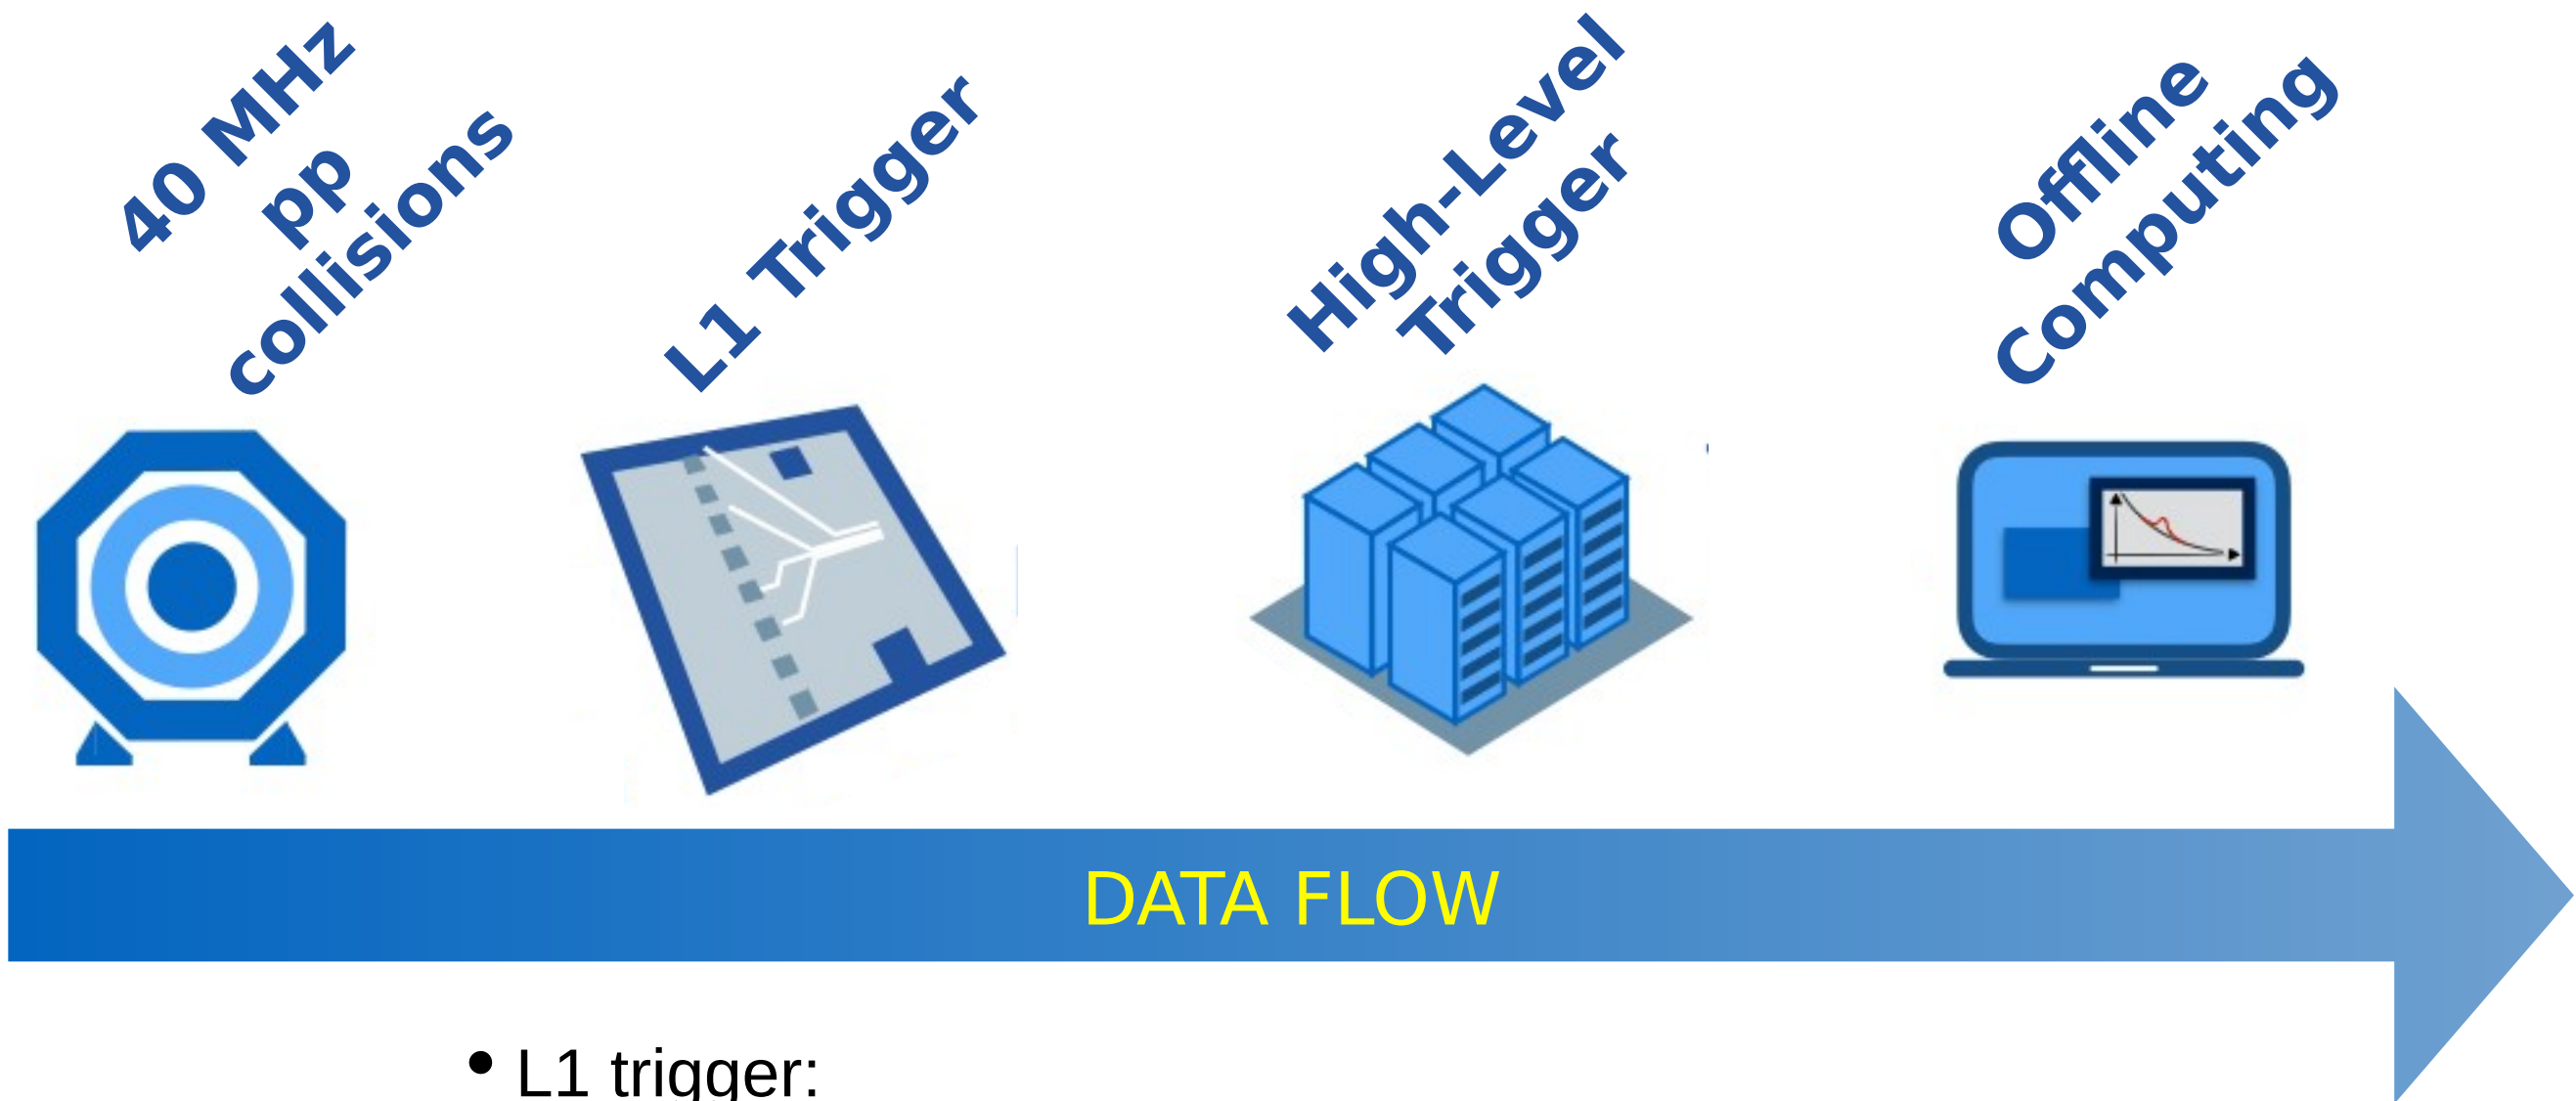 40 MHz
pp
collisions
L1 Trigger
High-Level
Trigger
Offline
Computing
DATA FLOW
• L1 trigger: